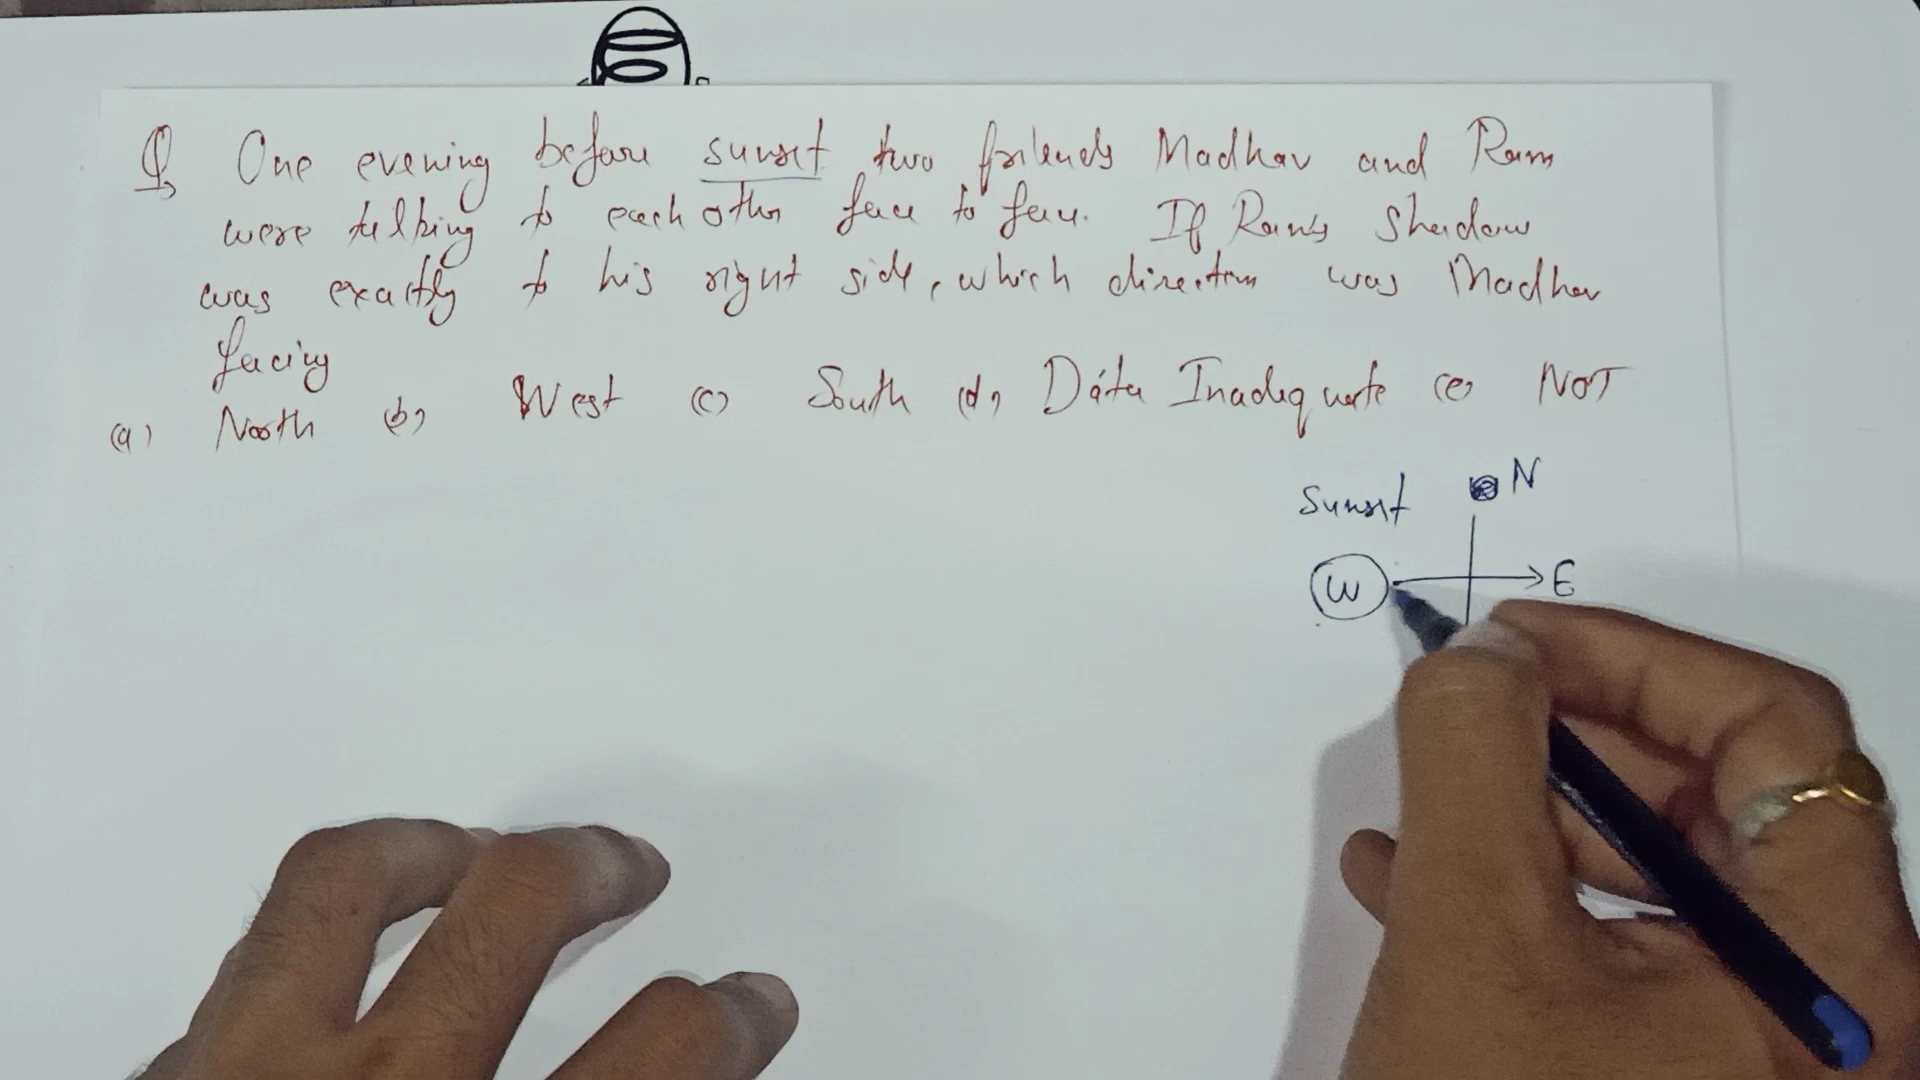 Q One evening before sunset two friends Madhav and Ram
were talking to each other face to face. If Ram's Shadow
was exactly to his right side, which direction was Madhav
facing
(a) North (b) West (c) South (d) Data Inadequate (e) NOT
Sunset N
W E